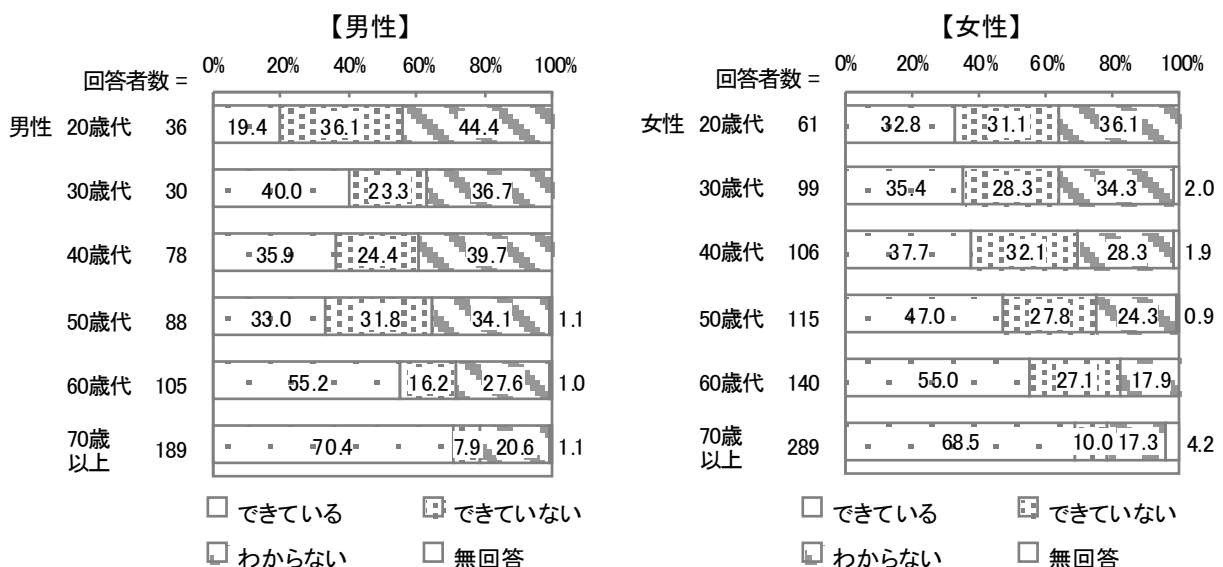 【男性】
回答者数 = 0% 20% 40% 60% 80% 100%
男性 20歳代 36 19.4 36.1 44.4
30歳代 30 40.0 23.3 36.7
40歳代 78 35.9 24.4 39.7
50歳代 88 33.0 31.8 34.1 1.1
60歳代 105 55.2 16.2 27.6 1.0
70歳
以上 189 70.4 7.9 20.6 1.1
できている できていない
わからない 無回答
【女性】
回答者数 = 0% 20% 40% 60% 80% 100%
女性 20歳代 61 32.8 31.1 36.1
30歳代 99 35.4 28.3 34.3 2.0
40歳代 106 37.7 32.1 28.3 1.9
50歳代 115 47.0 27.8 24.3 0.9
60歳代 140 55.0 27.1 17.9
70歳
以上 289 68.5 10.0 17.3 4.2
できている できていない
わからない 無回答